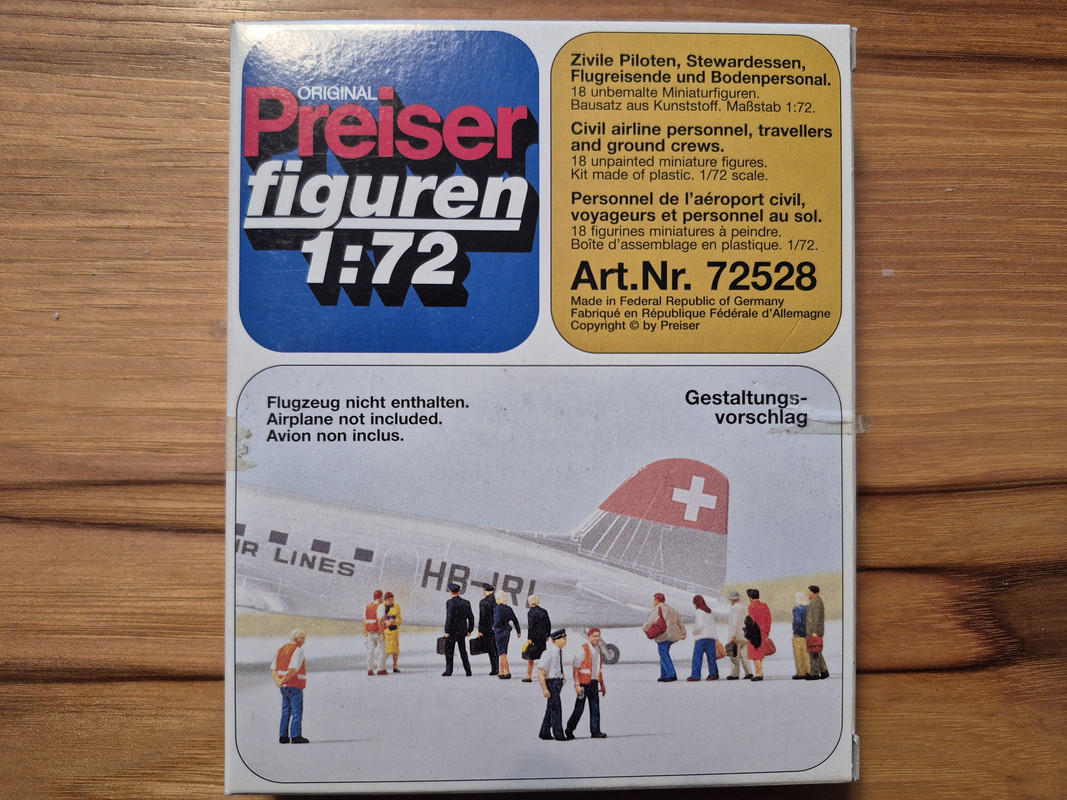 ORIGINAL
Preiser
figuren
1:72
Zivile Piloten, Stewardessen,
Flugreisende und Bodenpersonal.
18 unbemalte Miniaturfiguren.
Bausatz aus Kunststoff. Maßstab 1:72.
Civil airline personnel, travellers
and ground crews.
18 unpainted miniature figures.
Kit made of plastic. 1/72 scale.
Personnel de l'aéroport civil,
voyageurs et personnel au sol.
18 figurines miniatures à peindre.
Boîte d'assemblage en plastique. 1/72.
Art.Nr. 72528
Made in Federal Republic of Germany
Fabriqué en République Fédérale d'Allemagne
Copyright © by Preiser
Flugzeug nicht enthalten.
Airplane not included.
Avion non inclus.
Gestaltungs-
vorschlag
LINES